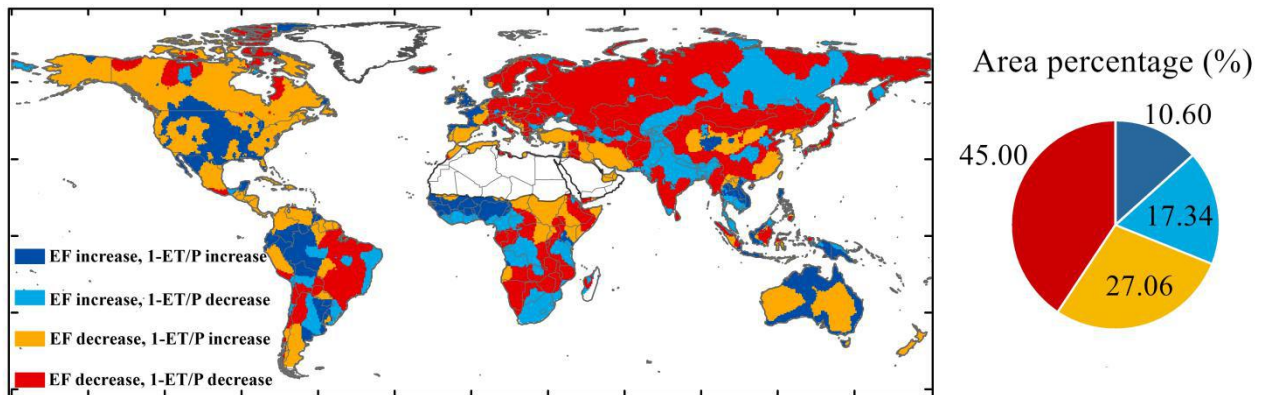 EF increase, 1-ET/P increase
EF increase, 1-ET/P decrease
EF decrease, 1-ET/P increase
EF decrease, 1-ET/P decrease
Area percentage (%)
10.60
45.00
17.34
27.06